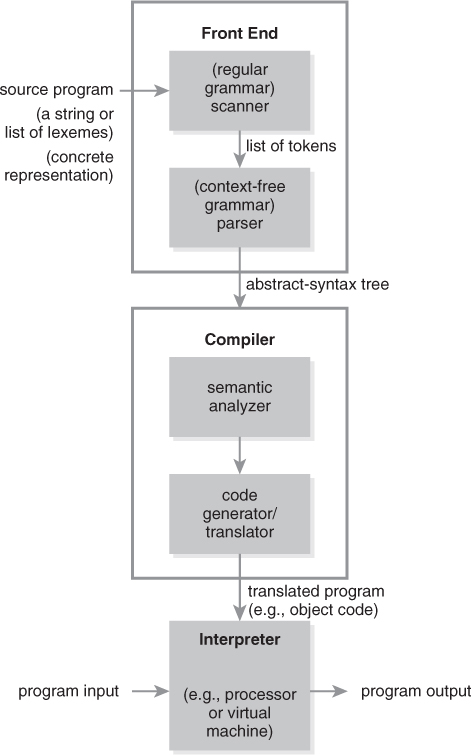 Front End
(regular
grammar)
scanner
source program
(a string or
list of lexemes)
(concrete
representation)
list of tokens
(context-free
grammar)
parser
abstract-syntax tree
Compiler
semantic
analyzer
code
generator/
translator
translated program
(e.g., object code)
Interpreter
program input
(e.g., processor
or virtual
machine)
program output